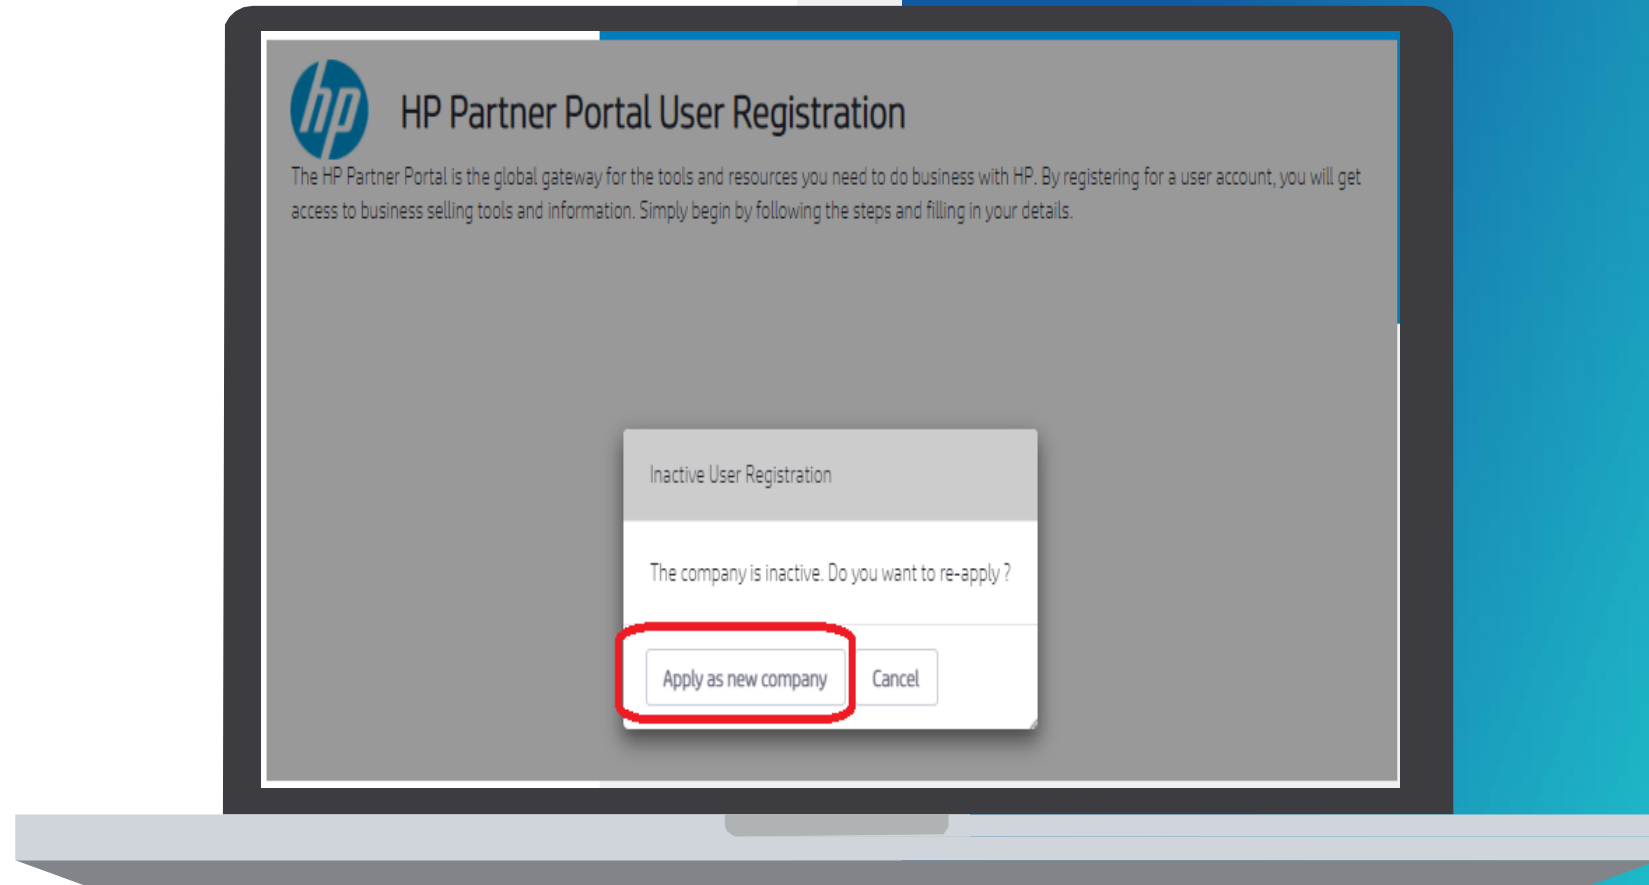 hp
HP Partner Portal User Registration
The HP Partner Portal is the global gateway for the tools and resources you need to do business with HP. By registering for a user account, you will get
access to business selling tools and information. Simply begin by following the steps and filling in your details.
Inactive User Registration
The company is inactive. Do you want to re-apply ?
Apply as new company
Cancel